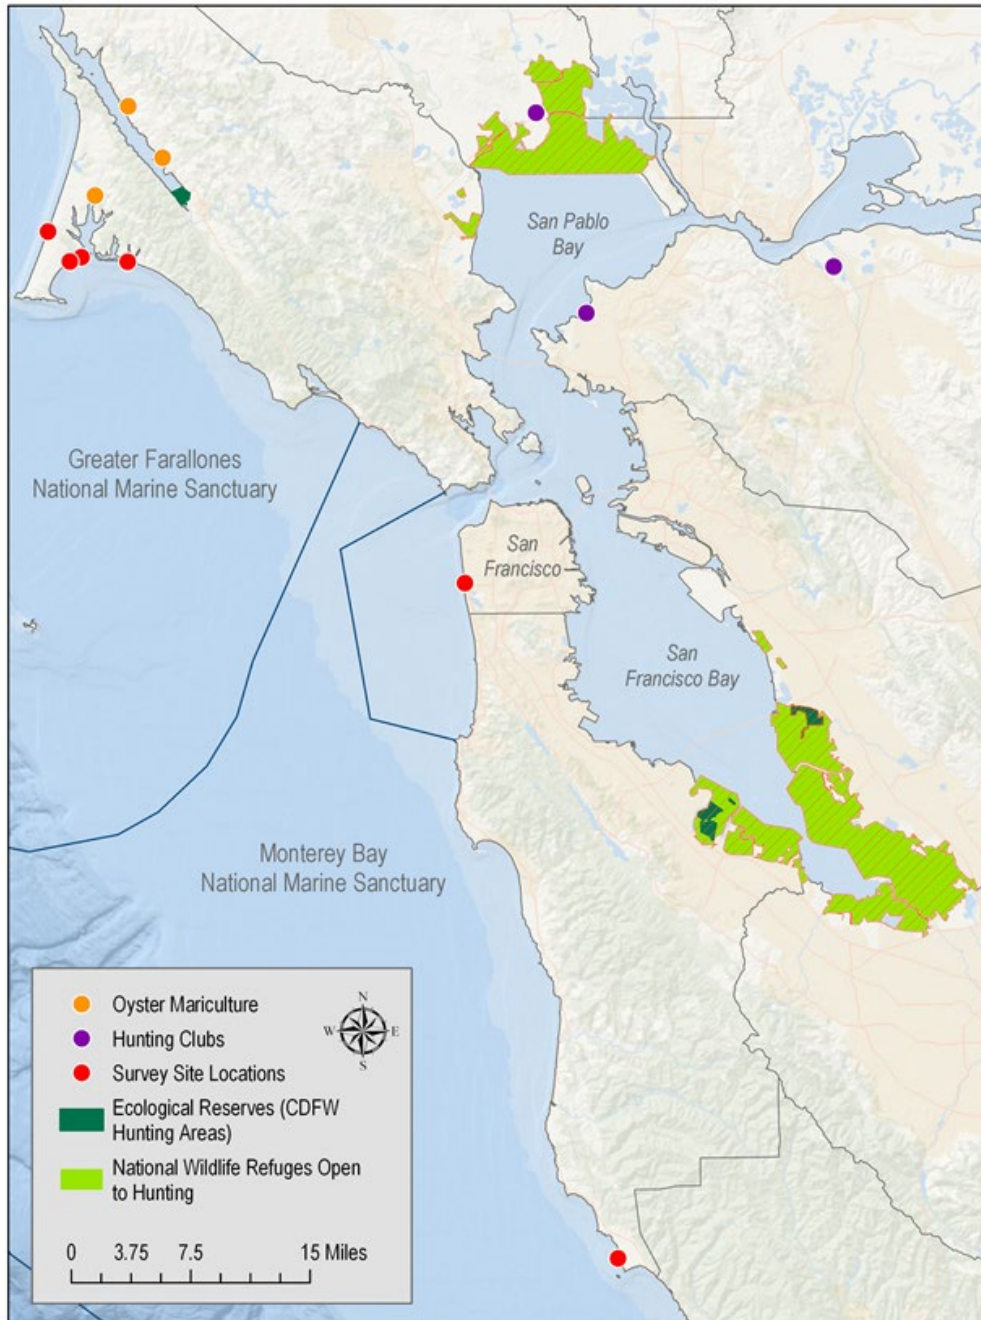 San Pablo
Bay
Greater Farallones
National Marine Sanctuary
San
Francisco
San
Francisco Bay
Monterey Bay
National Marine Sanctuary
Oyster Mariculture
Hunting Clubs
Survey Site Locations
Ecological Reserves (CDFW
Hunting Areas)
National Wildlife Refuges Open
to Hunting
N
W E
S
0 3.75 7.5 15 Miles